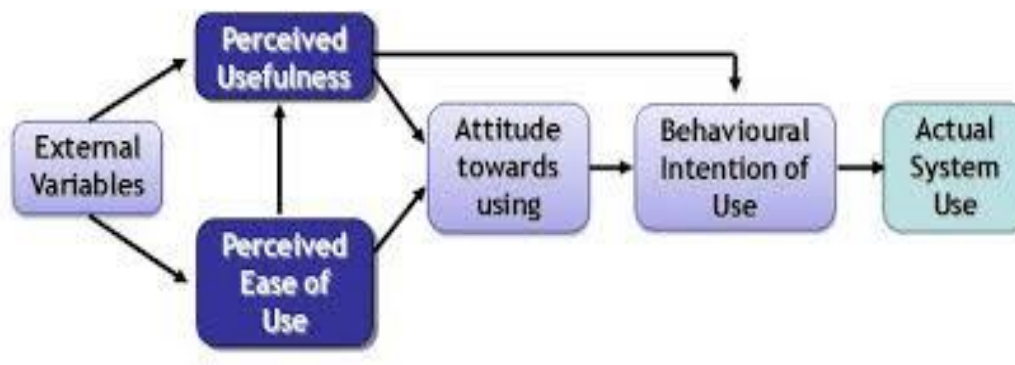 Perceived
Usefulness
External
Variables
Perceived
Ease of
Use
Attitude
towards
using
Behavioural
Intention of
Use
Actual
System
Use